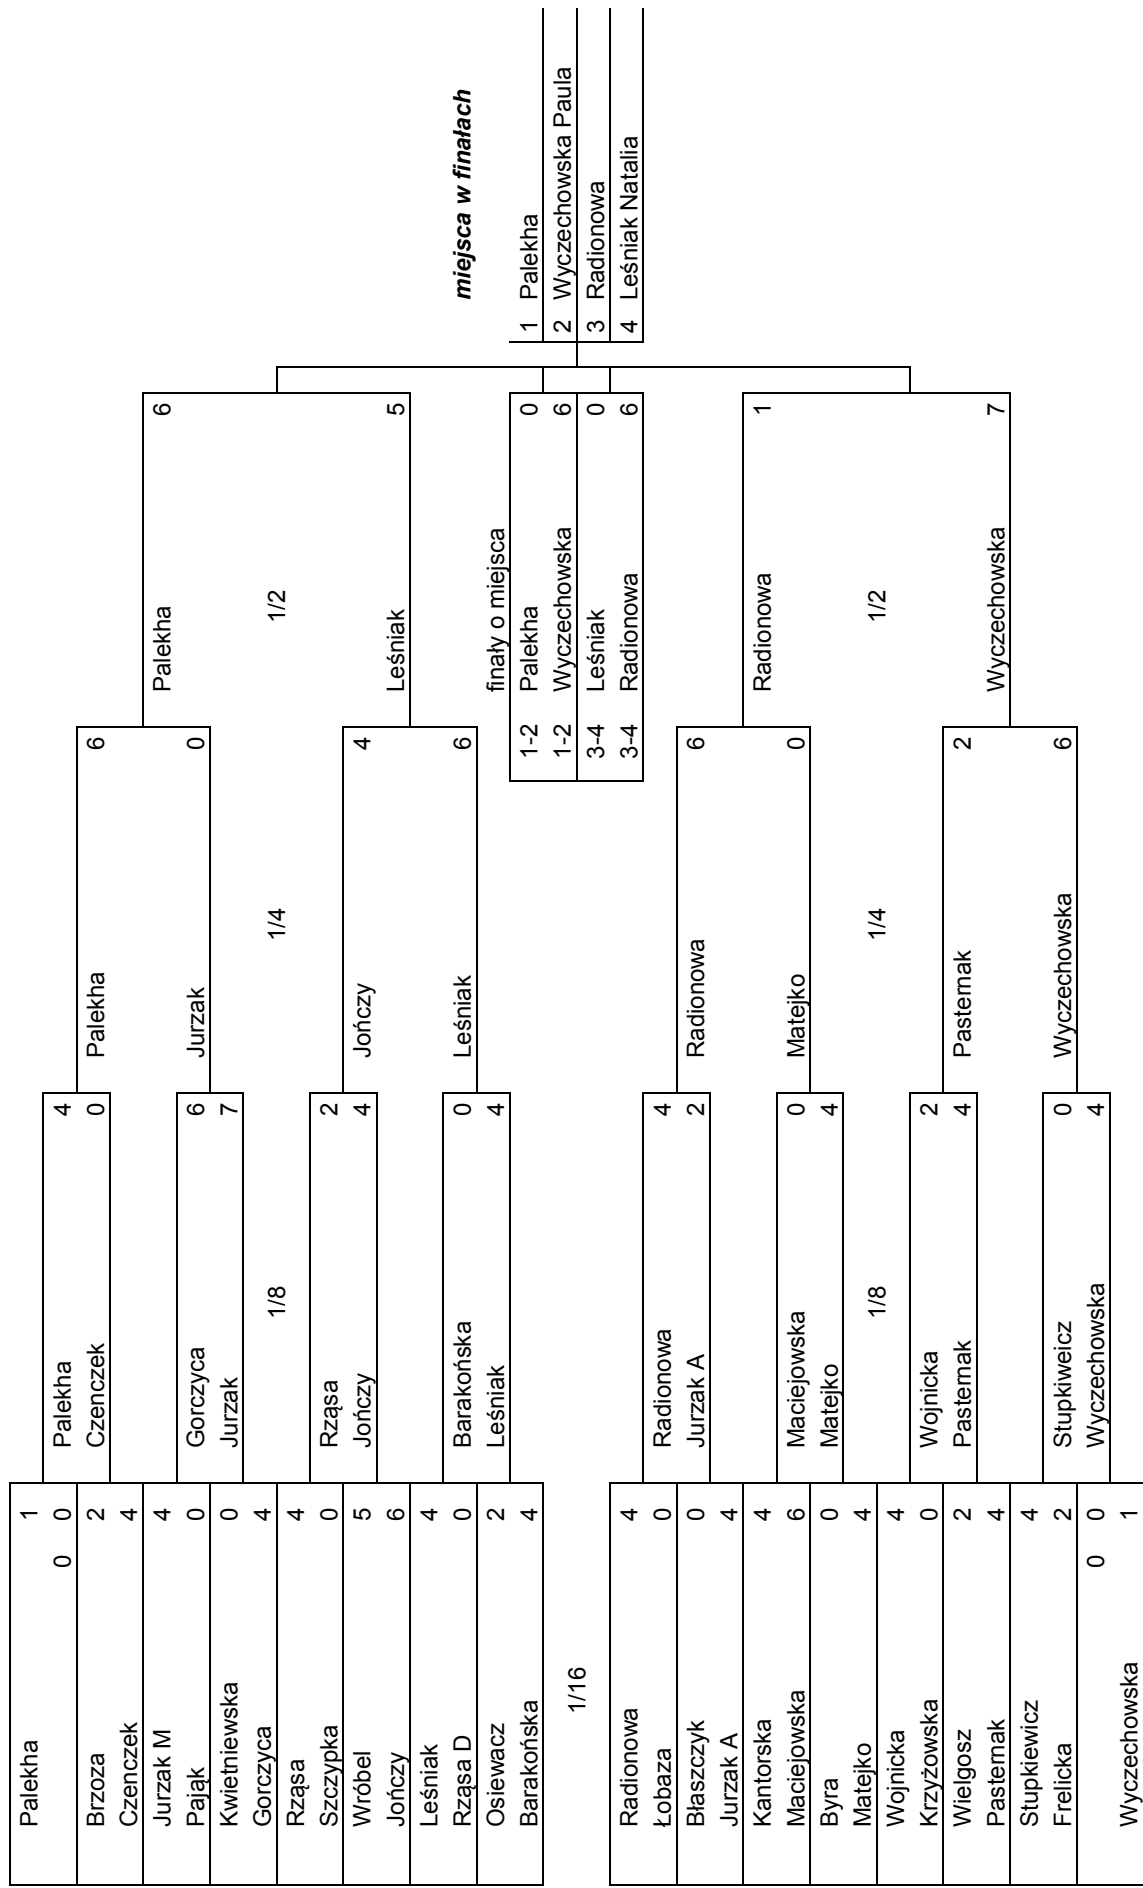 Palekha 1
0 0
Brzoza 2
Czenczek 4
Jurzak M 4
Pająk 0
Kwietniewska 0
Gorczyca 4
Rząsa 4
Szczypka 0
Wróbel 5
Jończy 6
Leśniak 4
Rząsa D 0
Osiewacz 2
Barakońska 4
1/16
Radionowa 4
Łobaza 0
Błaszczyk 0
Jurzak A 4
Kantorska 4
Maciejowska 6
Pyra 0
Matejko 4
Wojnicka 4
Krzyżowska 0
Wielgosz 2
Pasternak 4
Stupkiewicz 4
Frelicka 2
0 0
Wyczechowska 1
Palekha 4
Czenczek 0
Gorczyca 6
Jurzak 7
1/8
Rząsa 2
Jończy 4
Barakońska 0
Leśniak 4
Radionowa 4
Jurzak A 2
Maciejowska 0
Matejko 4
1/8
Wojnicka 2
Pasternak 4
Stupkiweicz 0
Wyczechowska 4
Palekha 6
Jurzak 0
1/4
Jończy 4
Leśniak 6
Radionowa 6
Matejko 0
1/4
Pasternak 2
Wyczechowska 6
Palekha 6
1/2
Leśniak 5
finały o miejsca
1-2 Palekha 0
1-2 Wyczechowska 6
3-4 Leśniak 0
3-4 Radionowa 6
Radionowa 1
1/2
Wyczechowska 7
miejsca w finałach
1 Palekha
2 Wyczechowska Paula
3 Radionowa
4 Leśniak Natalia